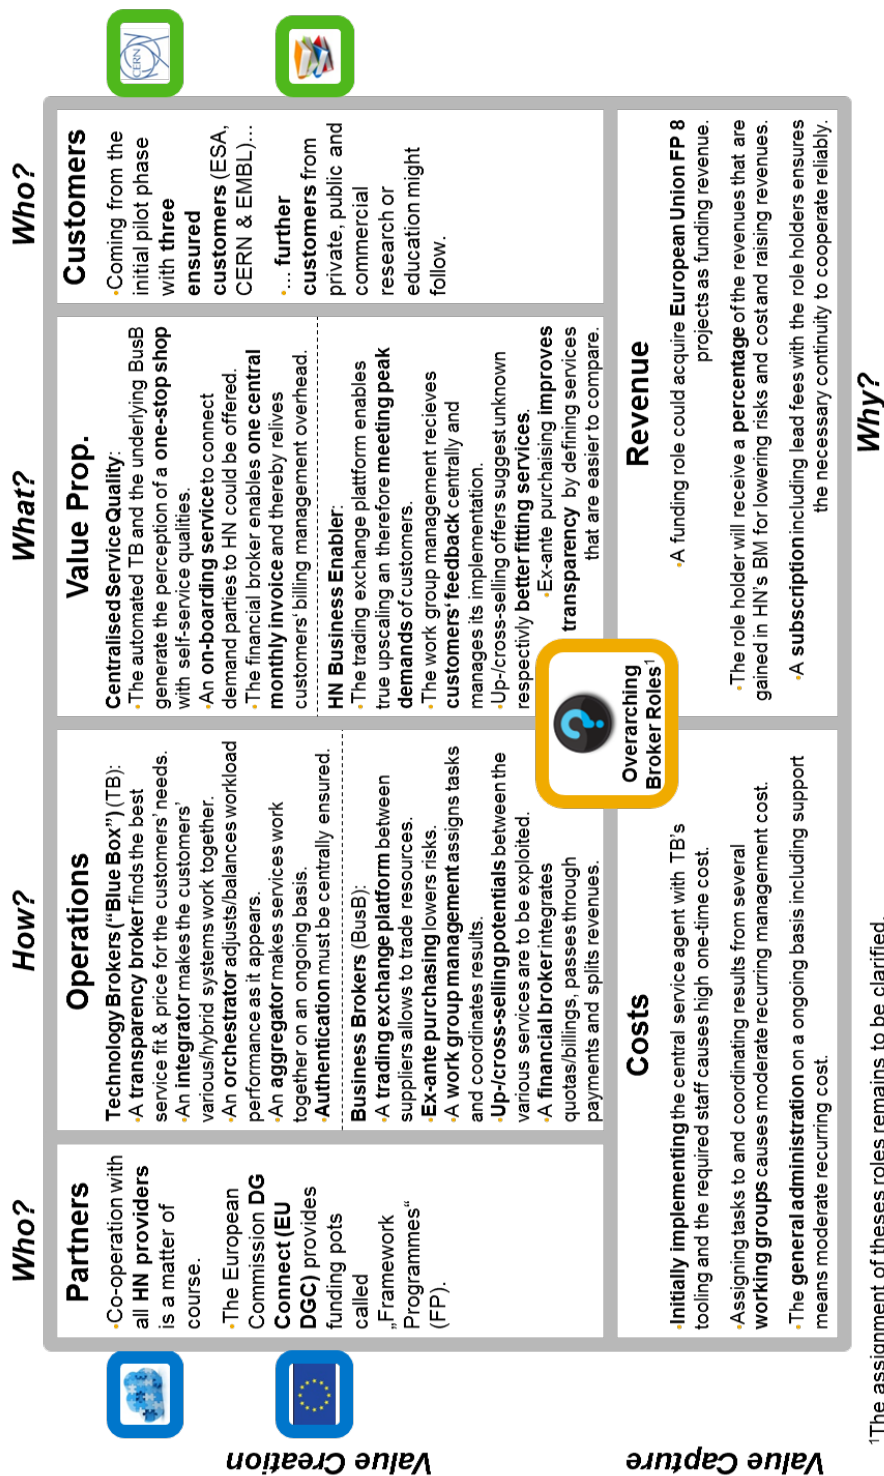 Who?
How?
What?
Who?
Value Creation
Partners
•Co-operation with
all HN providers
is a matter of
course.
•The European
Commission DG
Connect (EU
DGC) provides
funding pots
called
„Framework
Programmes“
(FP).
Operations
Technology Brokers (“Blue Box”) (TB):
•A transparency broker finds the best
service fit & price for the customers’ needs.
•An integrator makes the customers’
various/hybrid systems work together.
•An orchestrator adjusts/balances workload
performance as it appears.
•An aggregator makes services work
together on an ongoing basis.
•Authentication must be centrally ensured.
Business Brokers (BusB):
•A trading exchange platform between
suppliers allows to trade resources.
•Ex-ante purchasing lowers risks.
•A work group management assigns tasks
and coordinates results.
•Up-/cross-selling potentials between the
various services are to be exploited.
•A financial broker integrates
quotas/billings, passes through
payments and splits revenues.
Value Prop.
Centralised Service Quality:
•The automated TB and the underlying BusB
generate the perception of a one-stop shop
with self-service qualities.
•An on-boarding service to connect
demand parties to HN could be offered.
•The financial broker enables one central
monthly invoice and thereby relives
customers‘ billing management overhead.
HN Business Enabler:
•The trading exchange plattform enables
true upscaling an therefore meeting peak
demands of customers.
•The work group management recieves
customers‘ feedback centrally and
manages its implementation.
•Up-/cross-selling offers suggest unknown
respectivly better fitting services.
•Ex-ante purchaising improves
transparency by defining services
that are easier to compare.
Customers
•Coming from the
initial pilot phase
with three
ensured
customers (ESA,
CERN & EMBL)...
•... further
customers from
private, public and
commercial
research or
education might
follow.
CERN
Overarching
Broker Roles¹
Value Capture
Costs
•Initially implementing the central service agent with TB’s
tooling and the required staff causes high one-time cost.
•Assigning tasks to and coordinating results from several
working groups causes moderate recurring management cost.
•The general administration on a ongoing basis including support
means moderate recurring cost.
Revenue
•A funding role could acquire European Union FP 8
projects as funding revenue.
•The role holder will receive a percentage of the revenues that are
gained in HN’s BM for lowering risks and cost and raising revenues.
•A subscription including lead fees with the role holders ensures
the necessary continuity to cooperate reliably.
Why?
¹The assignment of theses roles remains to be clarified.